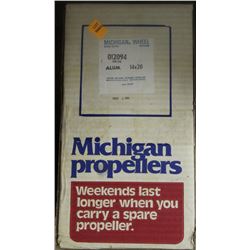 MICHIGAN WHEEL
012094
ALUM. 14x20
Michigan
propellers
Weekends last
longer when you
carry a spare
propeller.